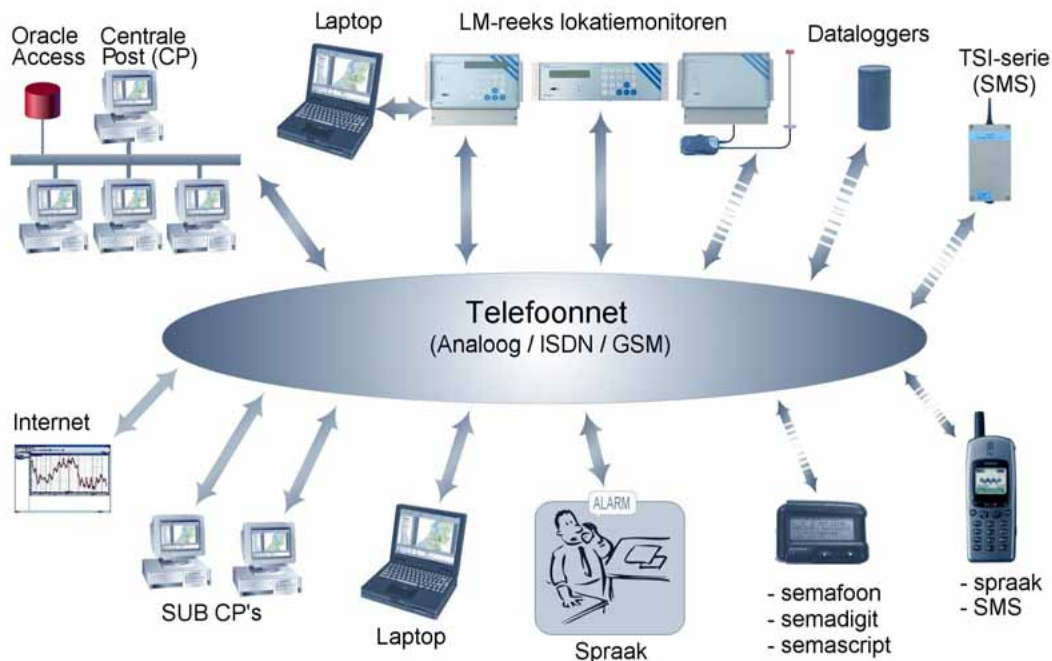 Oracle
Access
Centrale
Post (CP)
Laptop
LM-reeks lokatiemonitoren
Dataloggers
TSI-serie
(SMS)
Telefoonnet
(Analoog / ISDN / GSM)
Internet
SUB CP's
Laptop
ALARM
Spraak
- semafoon
- semadigit
- semascript
- spraak
- SMS